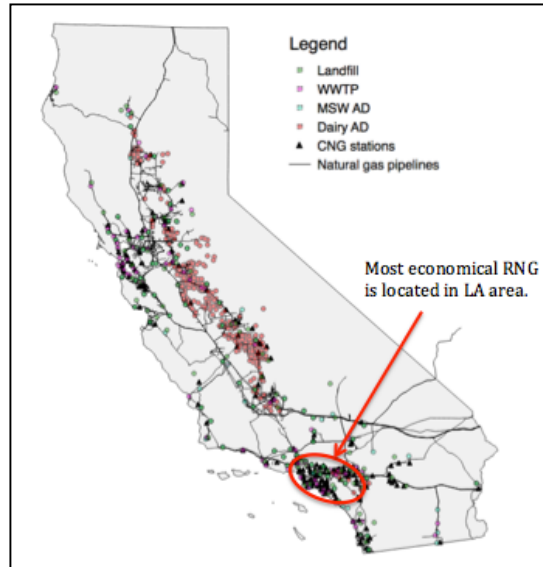 Legend
Landfill
WWTP
MSW AD
Dairy AD
CNG stations
Natural gas pipelines
Most economical RNG
is located in LA area.